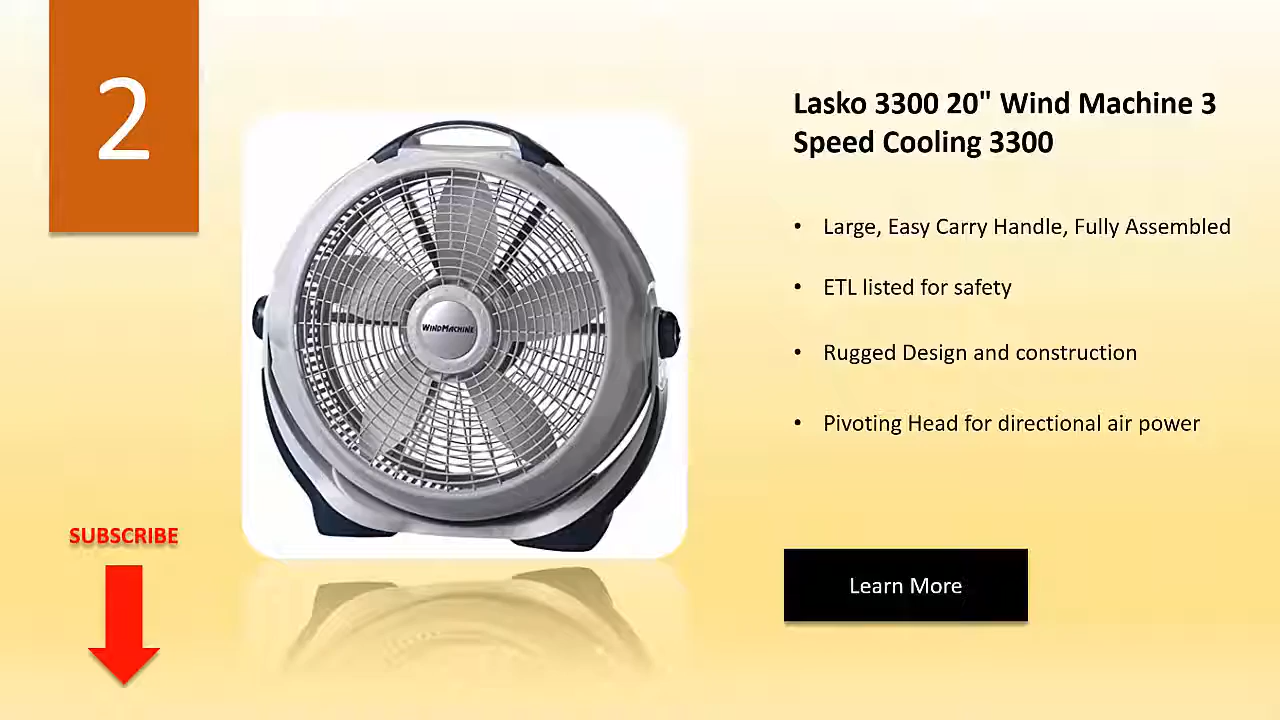 2
Lasko 3300 20" Wind Machine 3
Speed Cooling 3300
• Large, Easy Carry Handle, Fully Assembled
• ETL listed for safety
• Rugged Design and construction
• Pivoting Head for directional air power
WINDMACHINE
SUBSCRIBE
Learn More